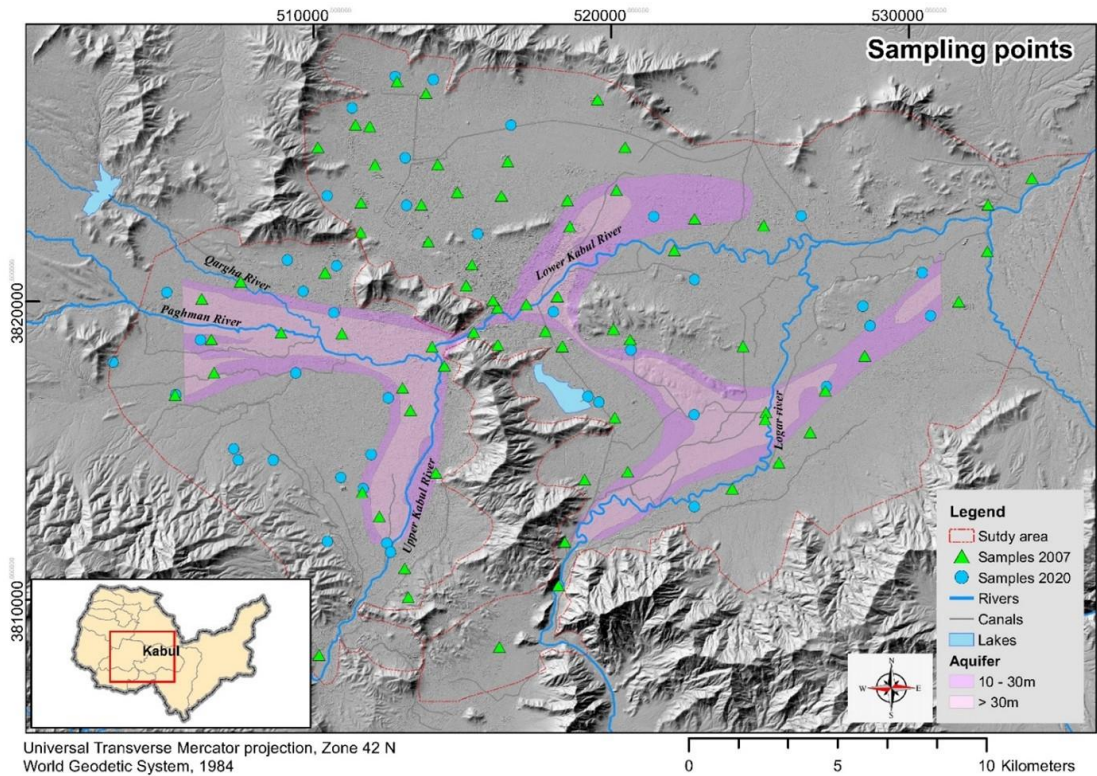 510000
520000
530000
Sampling points
3820000
3810000
Qargha River
Paghman River
Lower Kabul River
Upper Kabul River
Logar river
Legend
Sutdy area
Samples 2007
Samples 2020
Rivers
Canals
Lakes
Aquifer
10 - 30m
> 30m
Kabul
N
W E
S
Universal Transverse Mercator projection, Zone 42 N
World Geodetic System, 1984
0 5 10 Kilometers